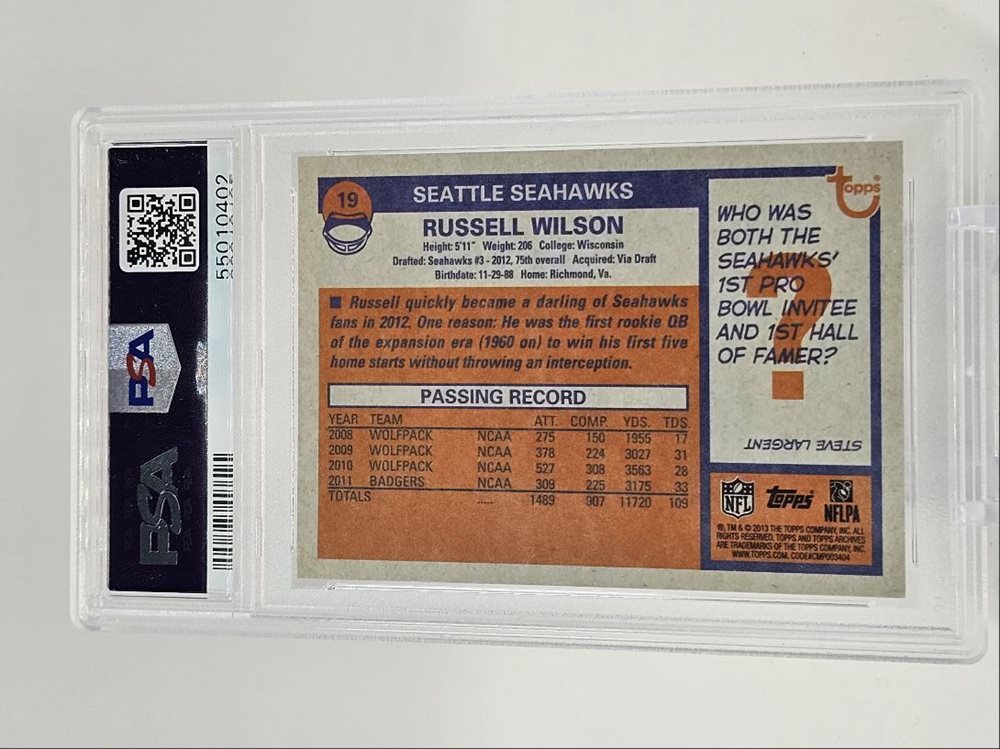 55010402
PSA
PSA
19
SEATTLE SEAHAWKS
RUSSELL WILSON
Height: 5'11" Weight: 206 College: Wisconsin
Drafted: Seahawks #3 - 2012, 75th overall Acquired: Via Draft
Birthdate: 11-29-88 Home: Richmond, Va.
Russell quickly became a darling of Seahawks
fans in 2012. One reason: He was the first rookie QB
of the expansion era (1960 on) to win his first five
home starts without throwing an interception.
PASSING RECORD
YEAR TEAM ATT. COMP. YDS. TDS.
2008 WOLFPACK NCAA 275 150 1955 17
2009 WOLFPACK NCAA 378 224 3027 31
2010 WOLFPACK NCAA 527 308 3563 28
2011 BADGERS NCAA 309 225 3175 33
TOTALS ..... 1489 907 11720 109
Topps
WHO WAS
BOTH THE
SEAHAWKS'
1ST PRO
BOWL INVITEE
AND 1ST HALL
OF FAMER?
?
STEVE LARGENT
NFL Topps NFLPA
®, TM & © 2013 THE TOPPS COMPANY, INC. ALL
RIGHTS RESERVED. TOPPS AND TOPPS ARCHIVES
ARE TRADEMARKS OF THE TOPPS COMPANY, INC.
WWW.TOPPS.COM. CODE#CMP003404